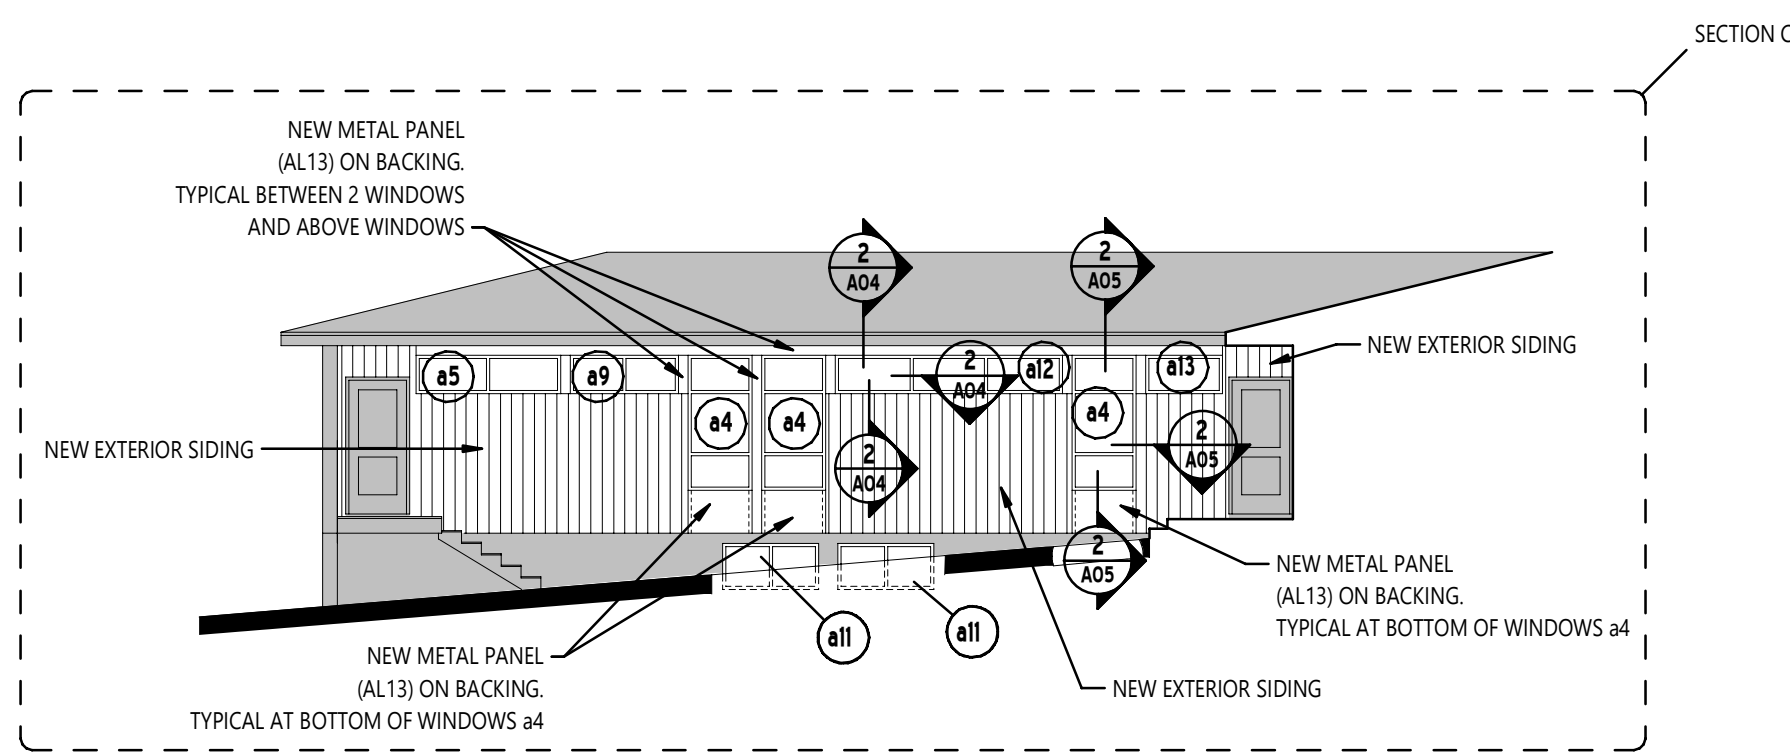 SECTION C
NEW METAL PANEL
(AL13) ON BACKING.
TYPICAL BETWEEN 2 WINDOWS
AND ABOVE WINDOWS
2
A04
2
A05
NEW EXTERIOR SIDING
a5
a9
2
A04
a12
a13
a4
a4
a4
NEW EXTERIOR SIDING
2
A04
2
A05
2
A05
NEW METAL PANEL
(AL13) ON BACKING.
TYPICAL AT BOTTOM OF WINDOWS a4
a11
a11
NEW METAL PANEL
(AL13) ON BACKING.
TYPICAL AT BOTTOM OF WINDOWS a4
NEW EXTERIOR SIDING